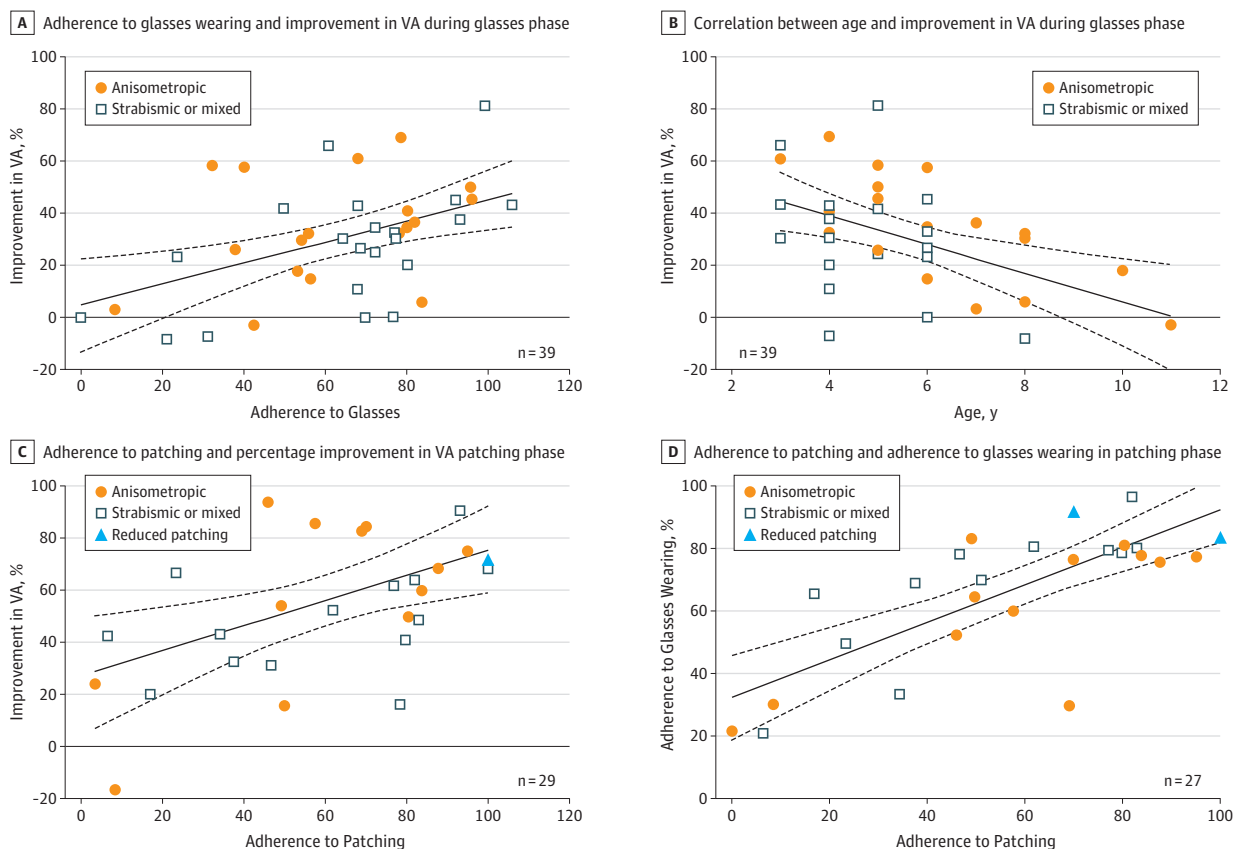 A Adherence to glasses wearing and improvement in VA during glasses phase
Improvement in VA, %
100
80
60
40
20
0
-20
Anisometropic
Strabismic or mixed
n = 39
0 20 40 60 80 100 120
Adherence to Glasses
B Correlation between age and improvement in VA during glasses phase
Improvement in VA, %
100
80
60
40
20
0
-20
Anisometropic
Strabismic or mixed
n = 39
2 4 6 8 10 12
Age, y
C Adherence to patching and percentage improvement in VA patching phase
Improvement in VA, %
100
80
60
40
20
0
-20
Anisometropic
Strabismic or mixed
Reduced patching
n = 29
0 20 40 60 80 100 120
Adherence to Patching
D Adherence to patching and adherence to glasses wearing in patching phase
Adherence to Glasses Wearing, %
100
80
60
40
20
0
Anisometropic
Strabismic or mixed
Reduced patching
n = 27
0 20 40 60 80 100
Adherence to Patching